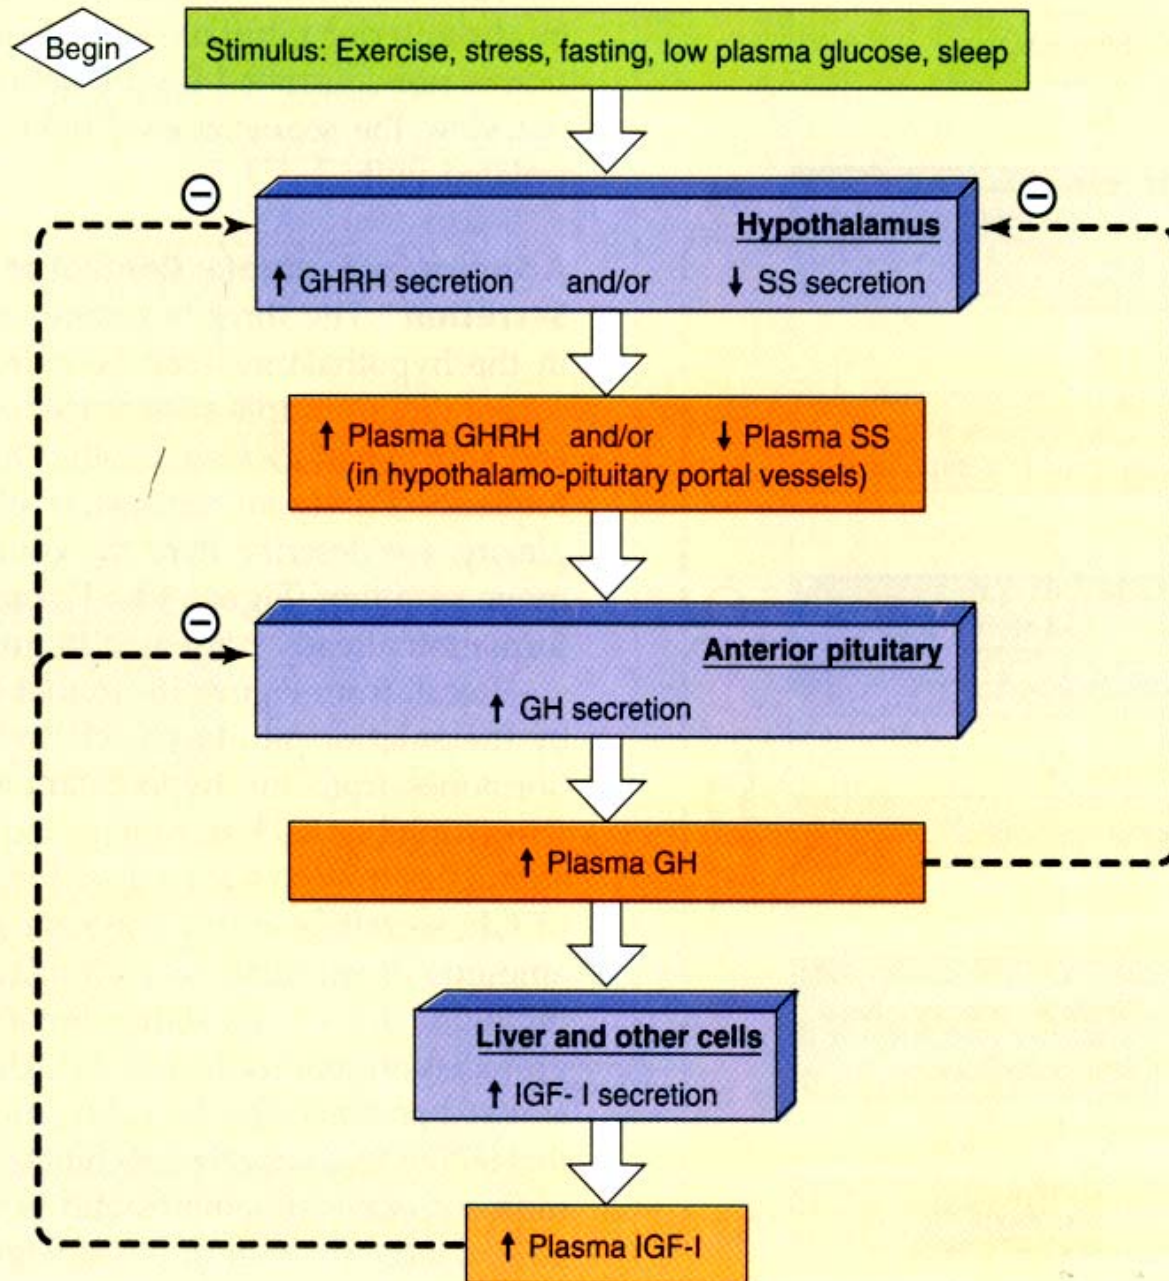 Begin
Stimulus: Exercise, stress, fasting, low plasma glucose, sleep
−
−
Hypothalamus
↑ GHRH secretion and/or ↓ SS secretion
↑ Plasma GHRH and/or ↓ Plasma SS
(in hypothalamo-pituitary portal vessels)
−
Anterior pituitary
↑ GH secretion
↑ Plasma GH
Liver and other cells
↑ IGF- I secretion
↑ Plasma IGF-I